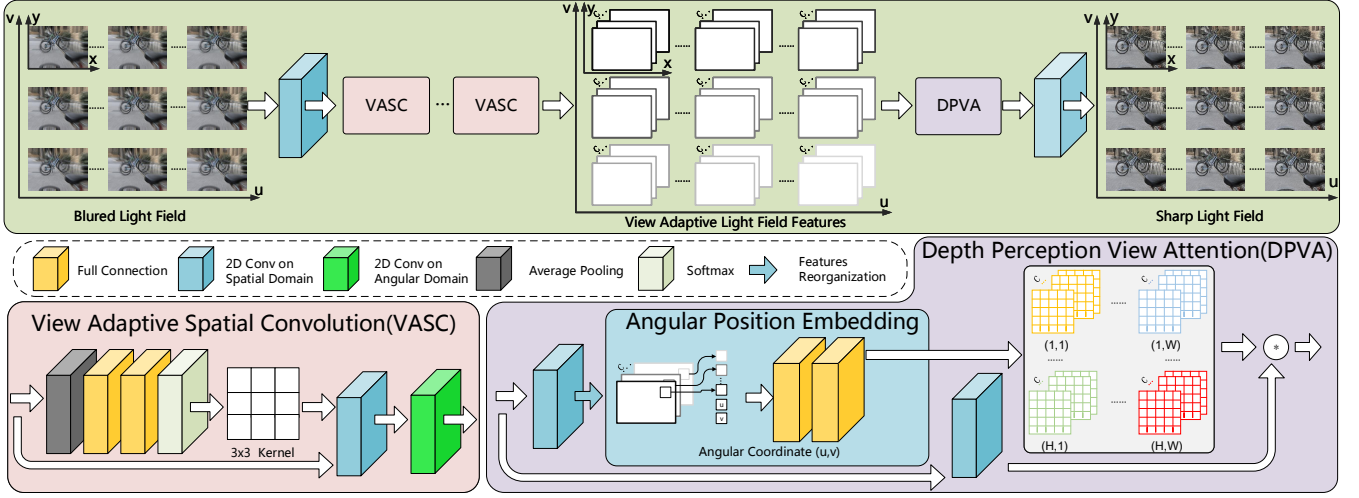 v y
x
u
Blured Light Field
VASC
...
VASC
v y
x
u
View Adaptive Light Field Features
DPVA
v y
x
u
Sharp Light Field
Full Connection
2D Conv on
Spatial Domain
2D Conv on
Angular Domain
Average Pooling
Softmax
Features
Reorganization
View Adaptive Spatial Convolution(VASC)
3x3 Kernel
Depth Perception View Attention(DPVA)
Angular Position Embedding
u
v
Angular Coordinate (u,v)
(1,1)
......
(1,W)
......
......
(H,1)
......
(H,W)
*